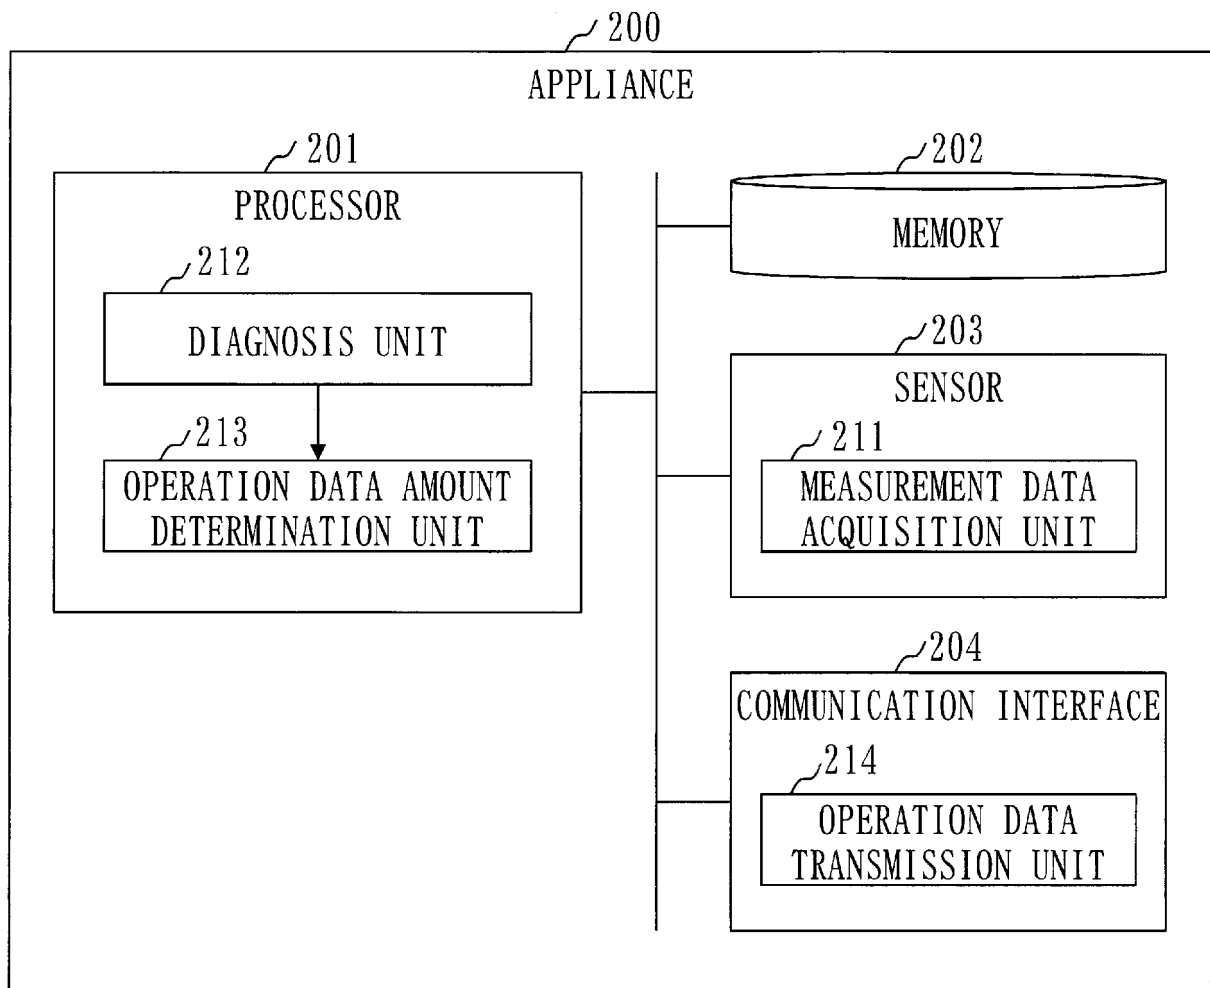 200
APPLIANCE
201
PROCESSOR
212
DIAGNOSIS UNIT
213
OPERATION DATA AMOUNT
DETERMINATION UNIT
202
MEMORY
203
SENSOR
211
MEASUREMENT DATA
ACQUISITION UNIT
204
COMMUNICATION INTERFACE
214
OPERATION DATA
TRANSMISSION UNIT